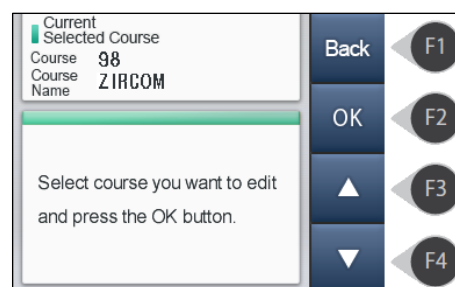 Current
Selected Course
Course 98
Course
Name ZIRCOM
Select course you want to edit
and press the OK button.
Back F1
OK F2
F3
F4